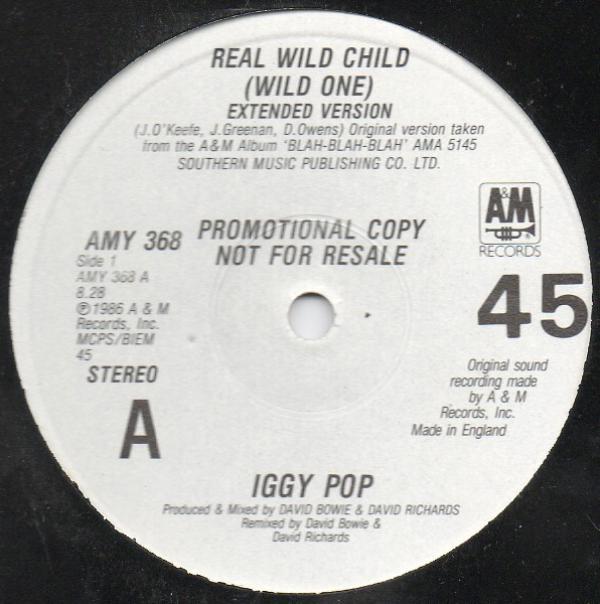 REAL WILD CHILD
(WILD ONE)
EXTENDED VERSION
(J.O'Keefe, J.Greenan, D.Owens) Original version taken
from the A&M Album 'BLAH-BLAH-BLAH' AMA 5145
SOUTHERN MUSIC PUBLISHING CO. LTD.
PROMOTIONAL COPY
NOT FOR RESALE
AMY 368
Side 1
AMY 368 A
8.28
℗1986 A & M
Records, Inc.
MCPS/BIEM
45
STEREO
A
A&M
RECORDS
45
Original sound
recording made
by A & M
Records, Inc.
Made in England
IGGY POP
Produced & Mixed by DAVID BOWIE & DAVID RICHARDS
Remixed by David Bowie &
David Richards